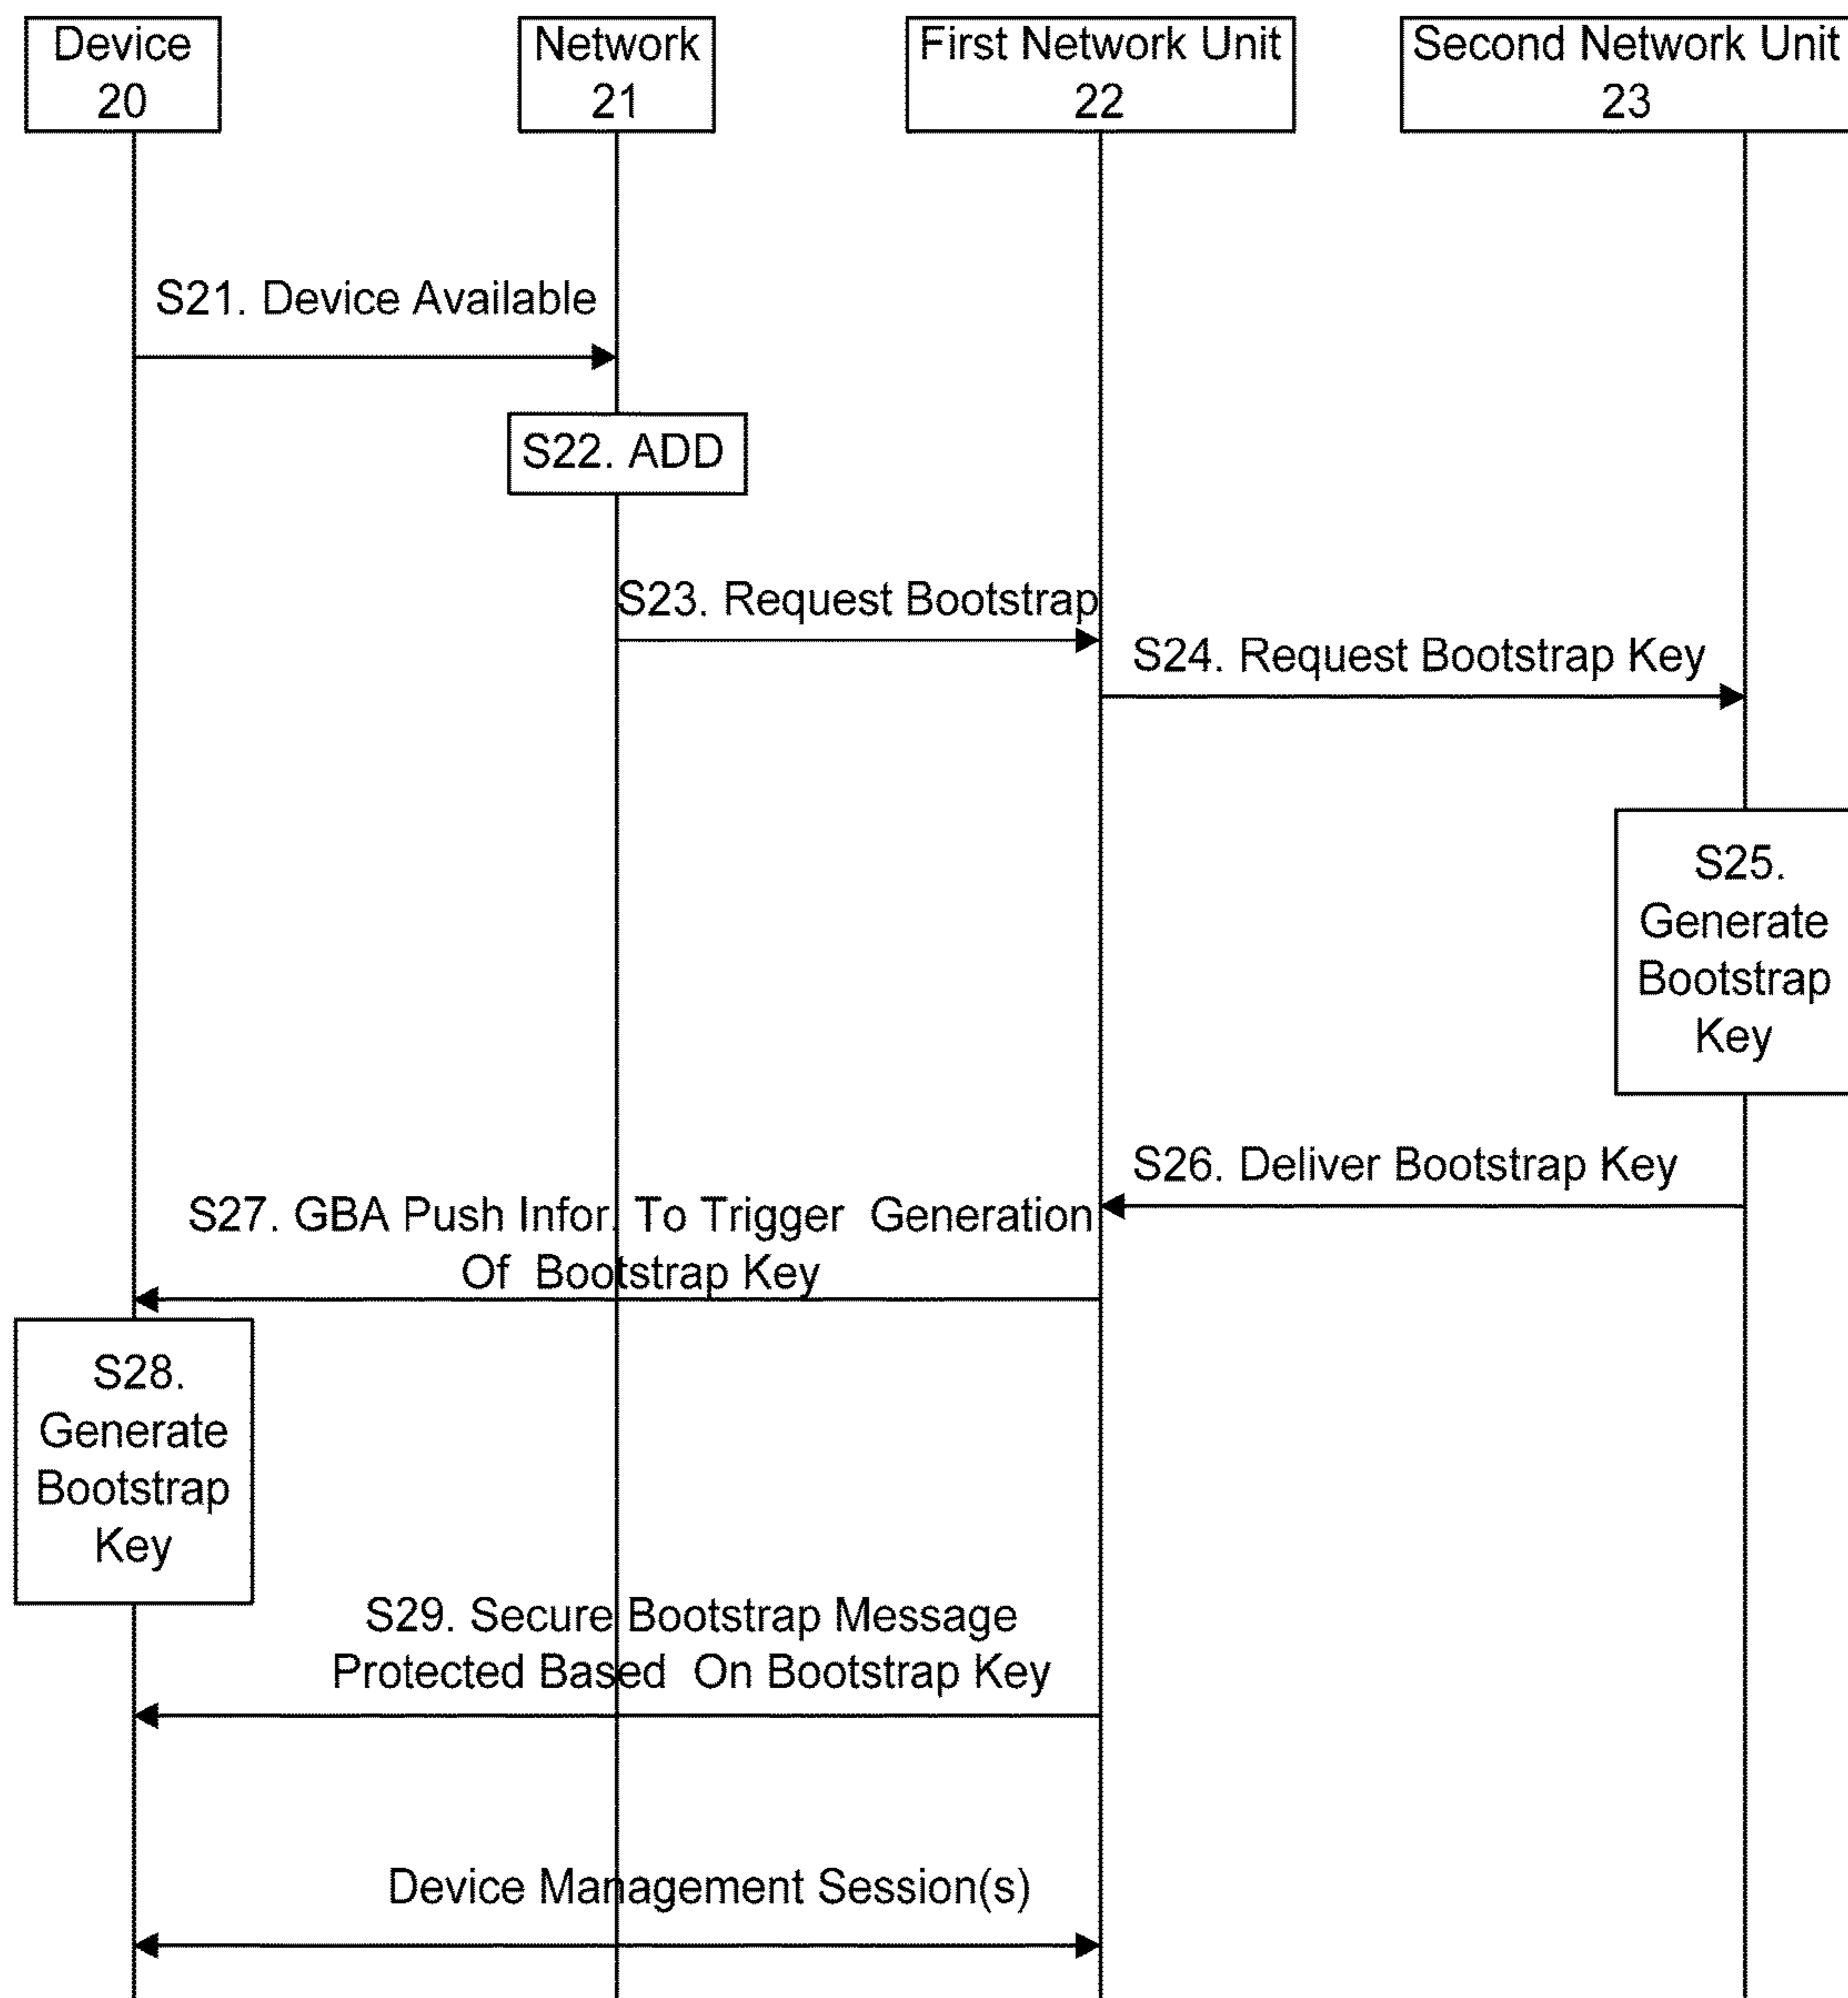 Device
20
Network
21
First Network Unit
22
Second Network Unit
23
S21. Device Available
S22. ADD
S23. Request Bootstrap
S24. Request Bootstrap Key
S25.
Generate
Bootstrap
Key
S26. Deliver Bootstrap Key
S27. GBA Push Infor. To Trigger Generation
Of Bootstrap Key
S28.
Generate
Bootstrap
Key
S29. Secure Bootstrap Message
Protected Based On Bootstrap Key
Device Management Session(s)